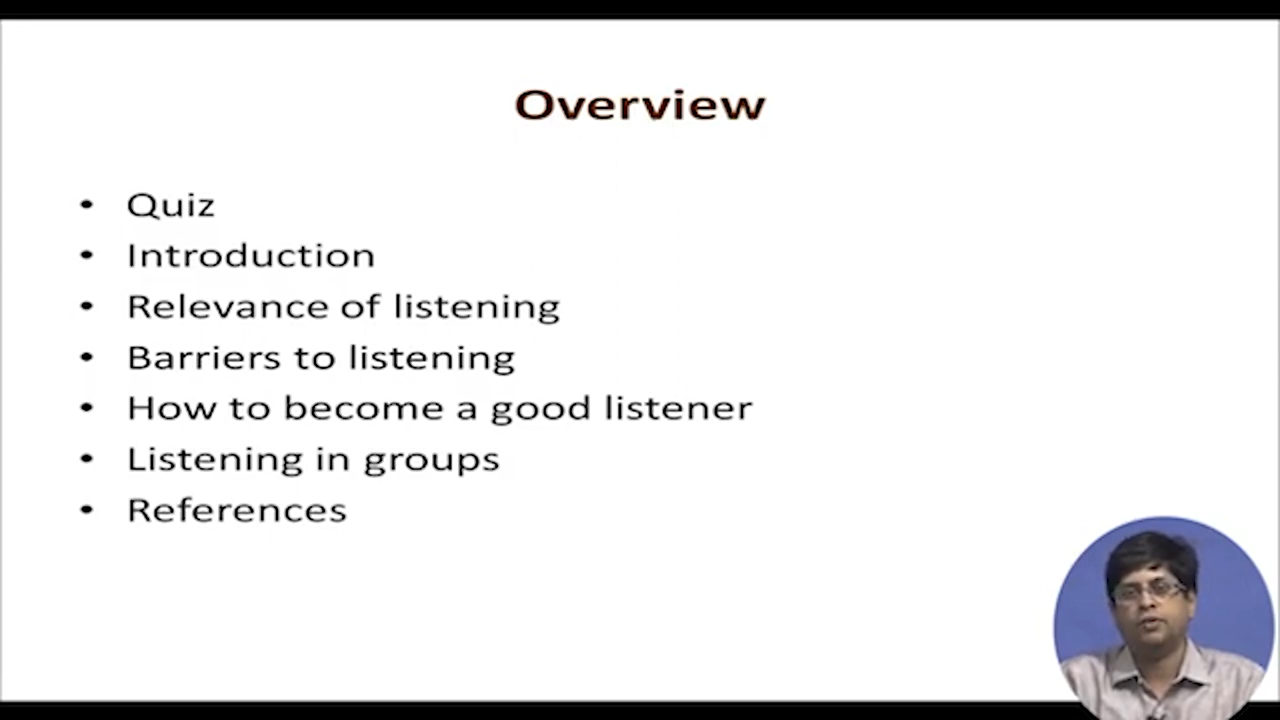 Overview
• Quiz
• Introduction
• Relevance of listening
• Barriers to listening
• How to become a good listener
• Listening in groups
• References